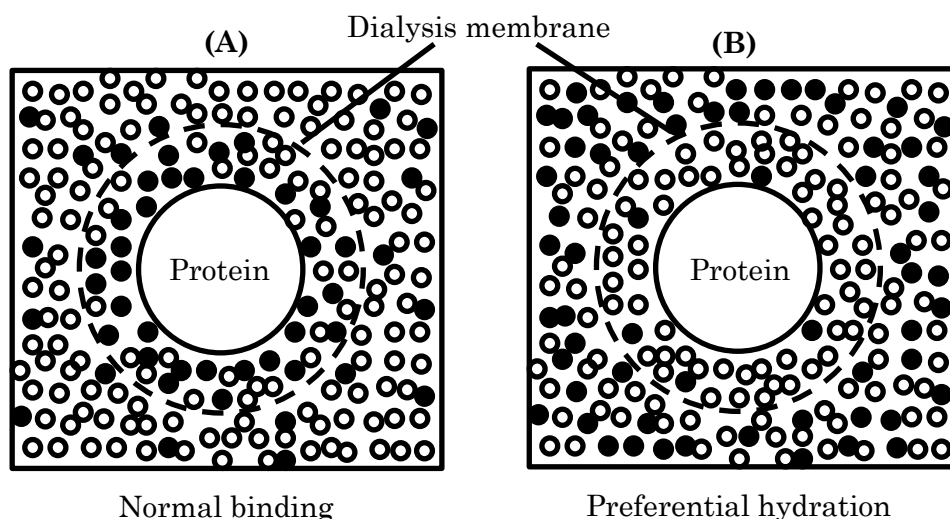 Dialysis membrane
(A)
(B)
Protein
Protein
Normal binding
Preferential hydration